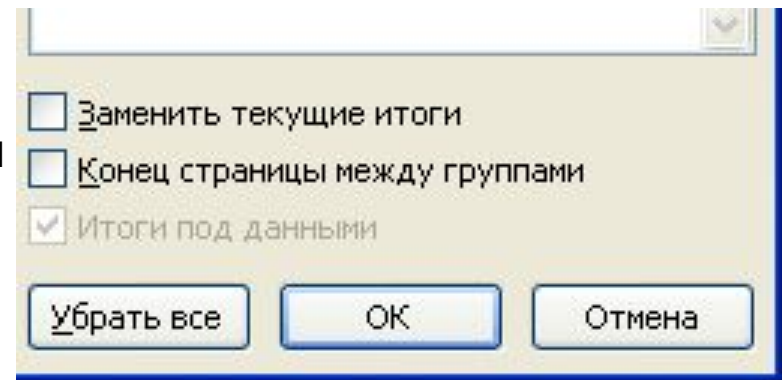 Заменить текущие итоги
Конец страницы между группами
Итоги под данными
Убрать все ОК Отмена